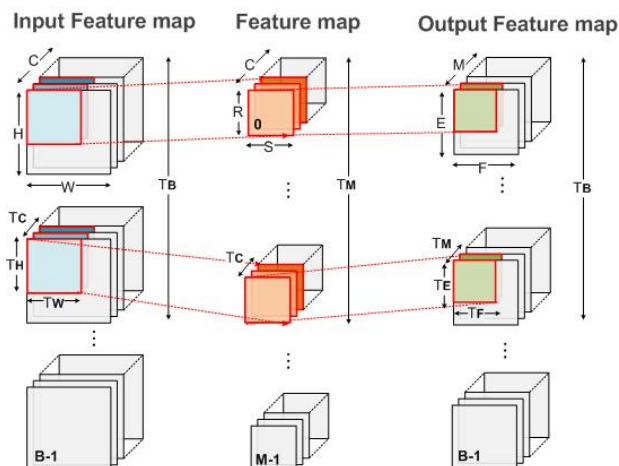 Input Feature map Feature map Output Feature map
C C M
H R 0 E
S F
W TB TM TB
⋮ ⋮
TC TC TM
TH TE
TW TF
⋮ ⋮ ⋮
B-1 M-1 B-1